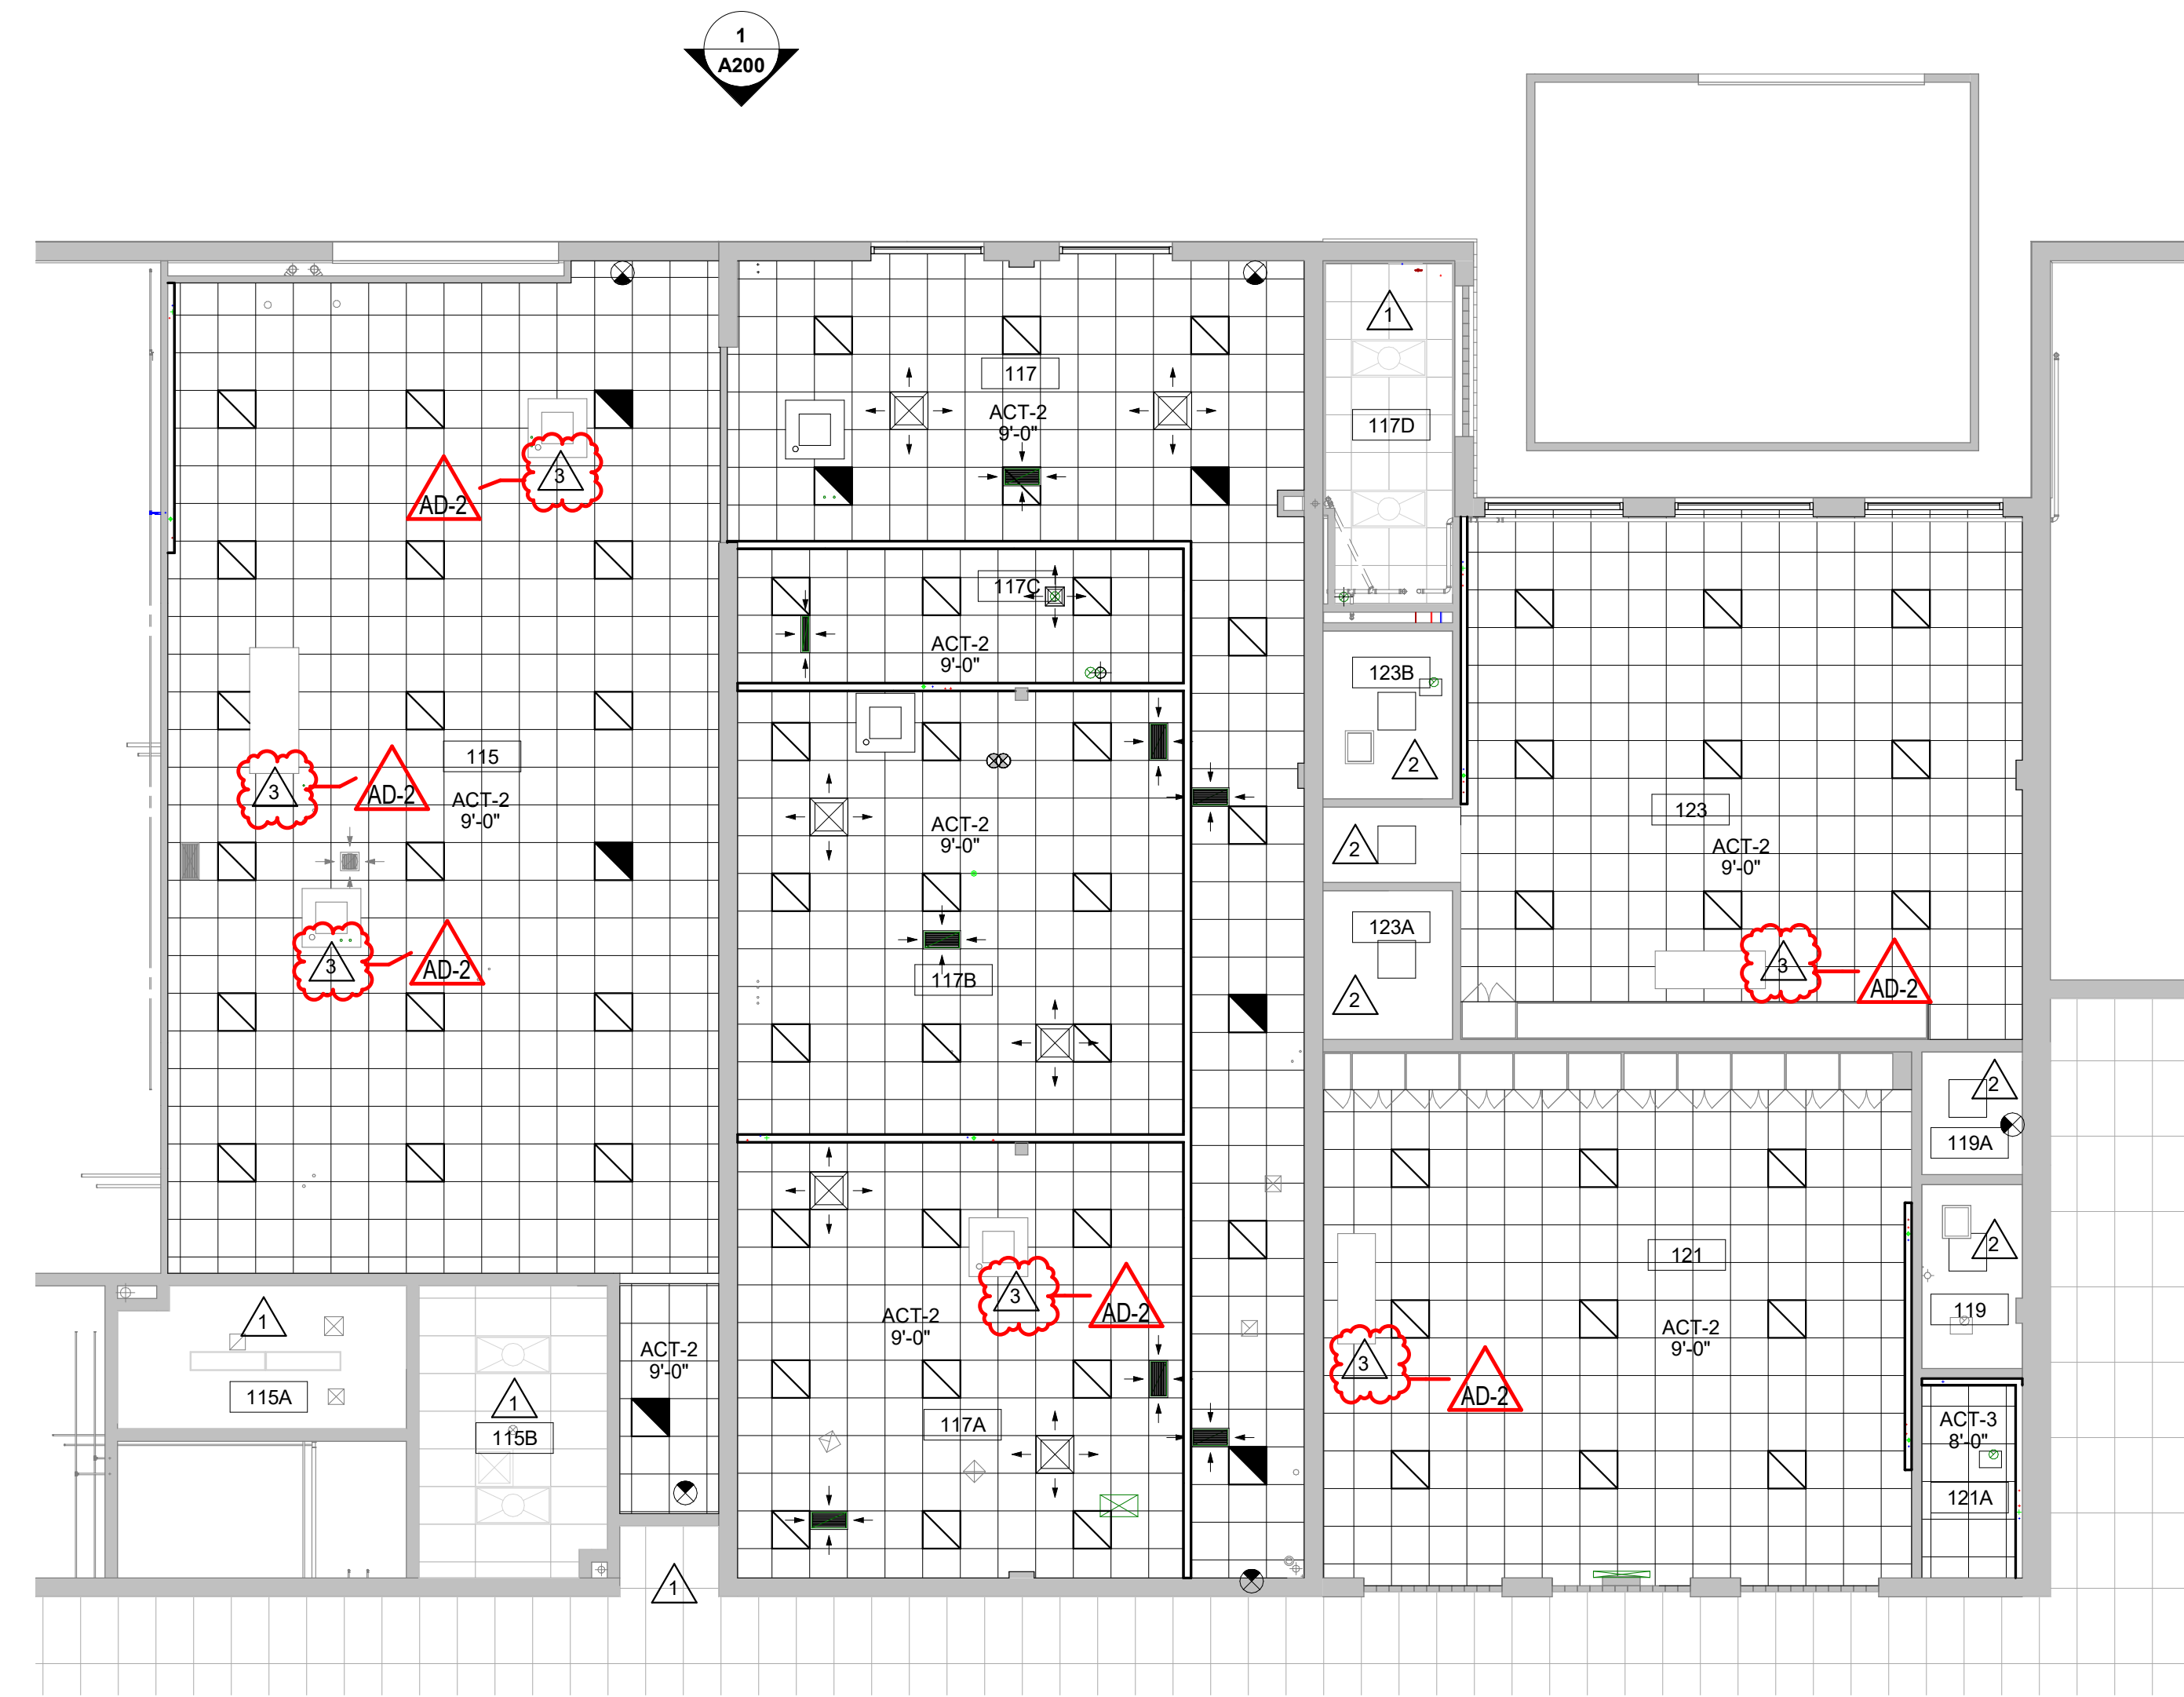 1
A200
1
117
117D
ACT-2
9'-0"
3
AD-2
117C
ACT-2
9'-0"
123B
2
115
3
AD-2
ACT-2
9'-0"
ACT-2
9'-0"
123
ACT-2
9'-0"
2
123A
3
AD-2
117B
2
3
AD-2
2
119A
2
121
3
AD-2
119
1
ACT-2
9'-0"
ACT-2
9'-0"
ACT-2
9'-0"
3
AD-2
115A
1
115B
117A
ACT-3
8'-0"
121A
1